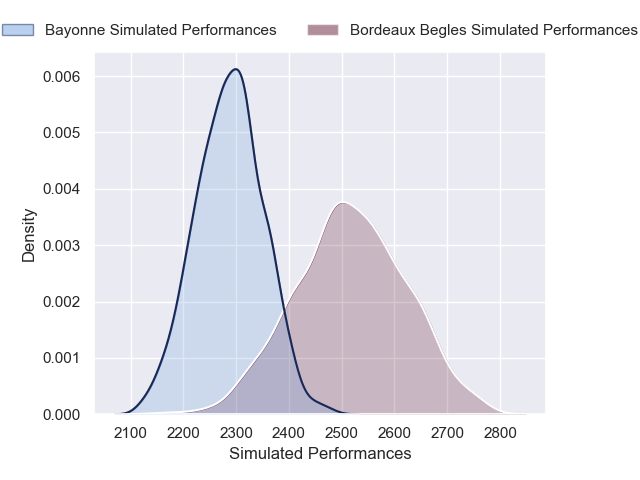 Bayonne Simulated Performances
Bordeaux Begles Simulated Performances
0.006
0.005
0.004
0.003
0.002
0.001
0.000
Density
2100 2200 2300 2400 2500 2600 2700 2800
Simulated Performances